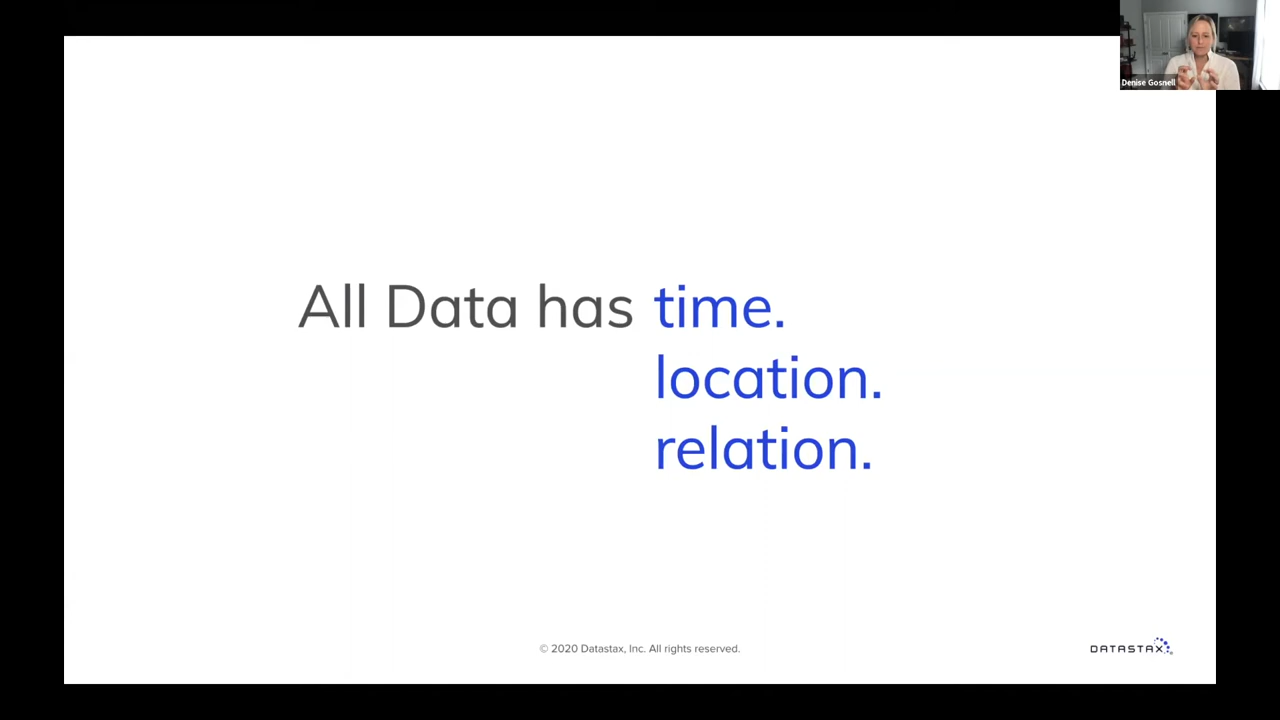 Denise Gosnell
All Data has time.
location.
relation.
© 2020 Datastax, Inc. All rights reserved.
DATASTAX